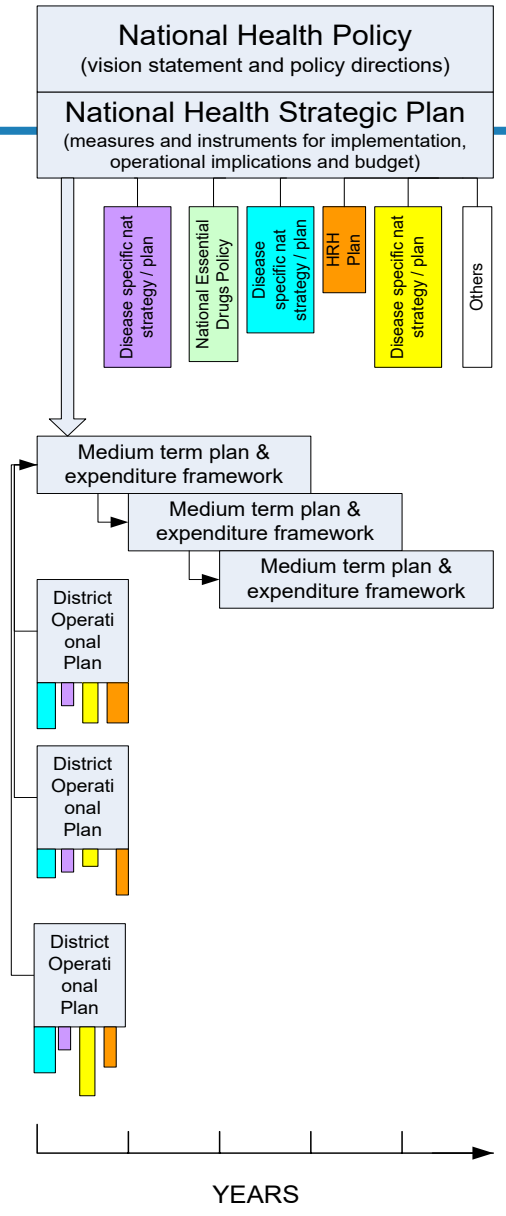 National Health Policy
(vision statement and policy directions)
National Health Strategic Plan
(measures and instruments for implementation,
operational implications and budget)
Disease specific nat
strategy / plan
National Essential
Drugs Policy
Disease
specific nat
strategy / plan
HRH
Plan
Disease specific nat
strategy / plan
Others
Medium term plan &
expenditure framework
Medium term plan &
expenditure framework
Medium term plan &
expenditure framework
District
Operati
onal
Plan
District
Operati
onal
Plan
District
Operati
onal
Plan
YEARS